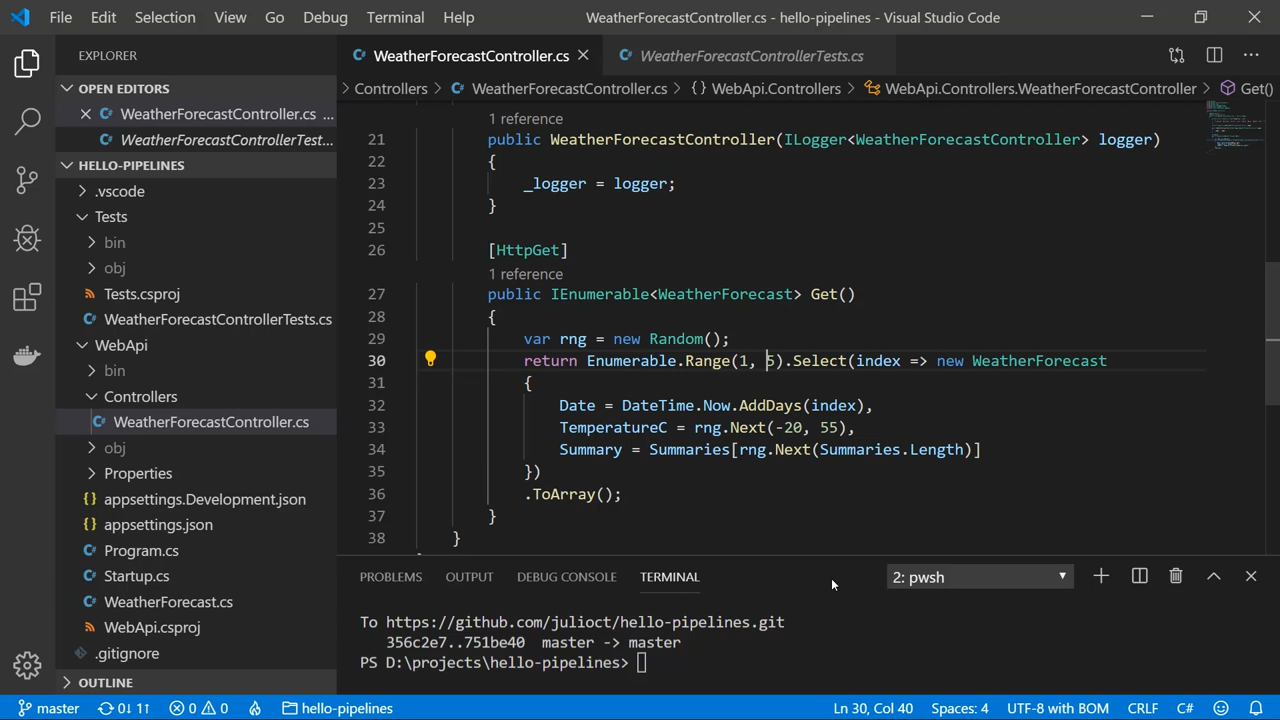 File Edit Selection View Go Debug Terminal Help WeatherForecastController.cs - hello-pipelines - Visual Studio Code
EXPLORER
OPEN EDITORS
WeatherForecastController.cs ...
WeatherForecastControllerTest...
HELLO-PIPELINES
.vscode
Tests
bin
obj
Tests.csproj
WeatherForecastControllerTests.cs
WebApi
bin
Controllers
WeatherForecastController.cs
obj
Properties
{} appsettings.Development.json
{} appsettings.json
Program.cs
Startup.cs
WeatherForecast.cs
WebApi.csproj
.gitignore
OUTLINE
WeatherForecastController.cs WeatherForecastControllerTests.cs
Controllers > WeatherForecastController.cs > {} WebApi.Controllers > WebApi.Controllers.WeatherForecastController > Get()
1 reference
21 public WeatherForecastController(ILogger<WeatherForecastController> logger)
22 {
23 _logger = logger;
24 }
25
26 [HttpGet]
1 reference
27 public IEnumerable<WeatherForecast> Get()
28 {
29 var rng = new Random();
30 return Enumerable.Range(1, 5).Select(index => new WeatherForecast
31 {
32 Date = DateTime.Now.AddDays(index),
33 TemperatureC = rng.Next(-20, 55),
34 Summary = Summaries[rng.Next(Summaries.Length)]
35 })
36 .ToArray();
37 }
38 }
PROBLEMS OUTPUT DEBUG CONSOLE TERMINAL 2: pwsh
To https://github.com/julioct/hello-pipelines.git
356c2e7..751be40 master -> master
PS D:\projects\hello-pipelines>
master 0↓ 1↑ 0 0 hello-pipelines Ln 30, Col 40 Spaces: 4 UTF-8 with BOM CRLF C#